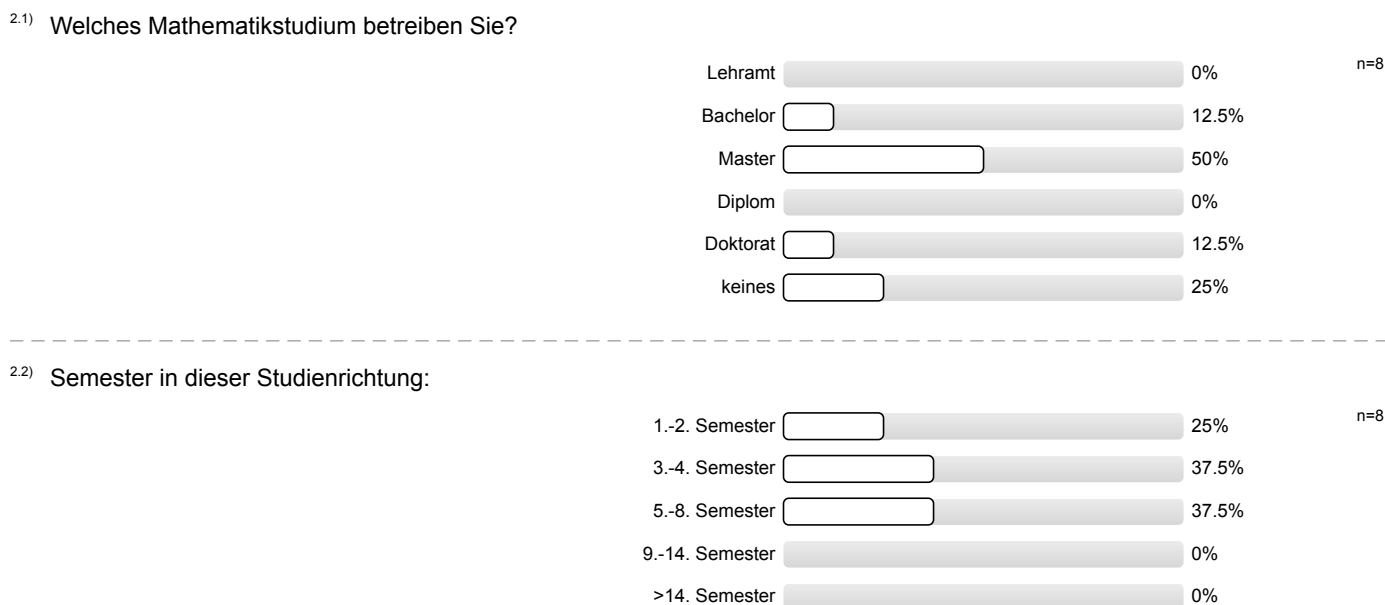 2.1) Welches Mathematikstudium betreiben Sie?
n=8
Lehramt 0%
Bachelor 12.5%
Master 50%
Diplom 0%
Doktorat 12.5%
keines 25%
2.2) Semester in dieser Studienrichtung:
n=8
1.-2. Semester 25%
3.-4. Semester 37.5%
5.-8. Semester 37.5%
9.-14. Semester 0%
>14. Semester 0%